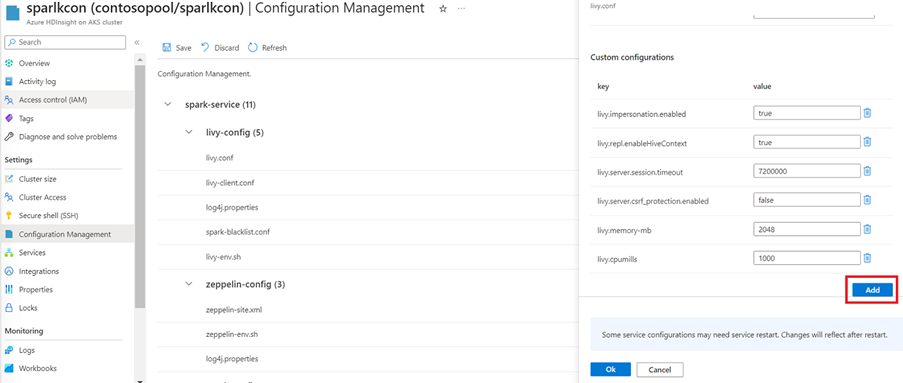 sparlkcon (contosopool/sparlkcon) | Configuration Management
Azure HDInsight on AKS cluster
Search
Overview
Activity log
Access control (IAM)
Tags
Diagnose and solve problems
Settings
Cluster size
Cluster Access
Secure shell (SSH)
Configuration Management
Services
Integrations
Properties
Locks
Monitoring
Logs
Workbooks
Save Discard Refresh
Configuration Management.
spark-service (11)
livy-config (5)
livy.conf
livy-client.conf
log4j.properties
spark-blacklist.conf
livy-env.sh
zeppelin-config (3)
zeppelin-site.xml
zeppelin-env.sh
log4j.properties
livy.conf
Custom configurations
key value
livy.impersonation.enabled true
livy.repl.enableHiveContext true
livy.server.session.timeout 7200000
livy.server.csrf_protection.enabled false
livy.memory-mb 2048
livy.cpumills 1000
Add
Some service configurations may need service restart. Changes will reflect after restart.
Ok Cancel